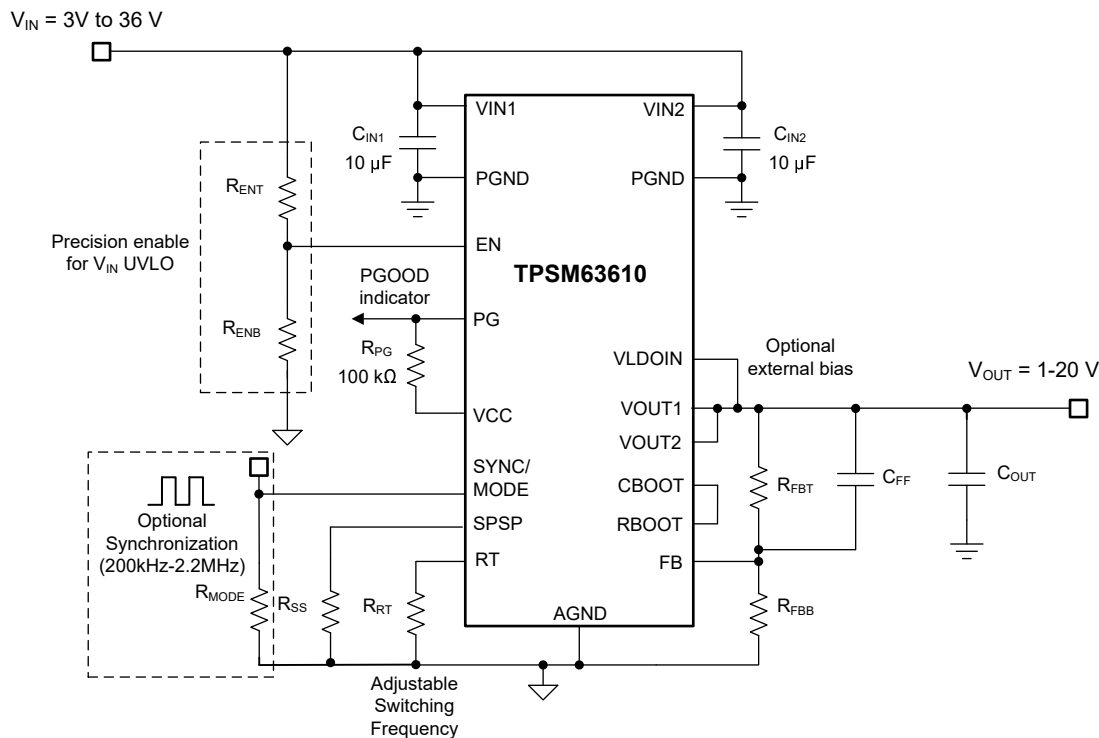 V_IN = 3V to 36 V
VIN1
VIN2
C_IN1
10 µF
C_IN2
10 µF
PGND
PGND
R_ENT
Precision enable
for V_IN UVLO
EN
TPSM63610
PGOOD
indicator
PG
R_ENB
R_PG
100 kΩ
VLDOIN
Optional
external bias
V_OUT = 1-20 V
VCC
VOUT1
VOUT2
SYNC/
MODE
CBOOT
R_FBT
C_FF
C_OUT
Optional
Synchronization
(200kHz-2.2MHz)
SPSP
RBOOT
RT
FB
R_MODE
R_SS
R_RT
R_FBB
AGND
Adjustable
Switching
Frequency